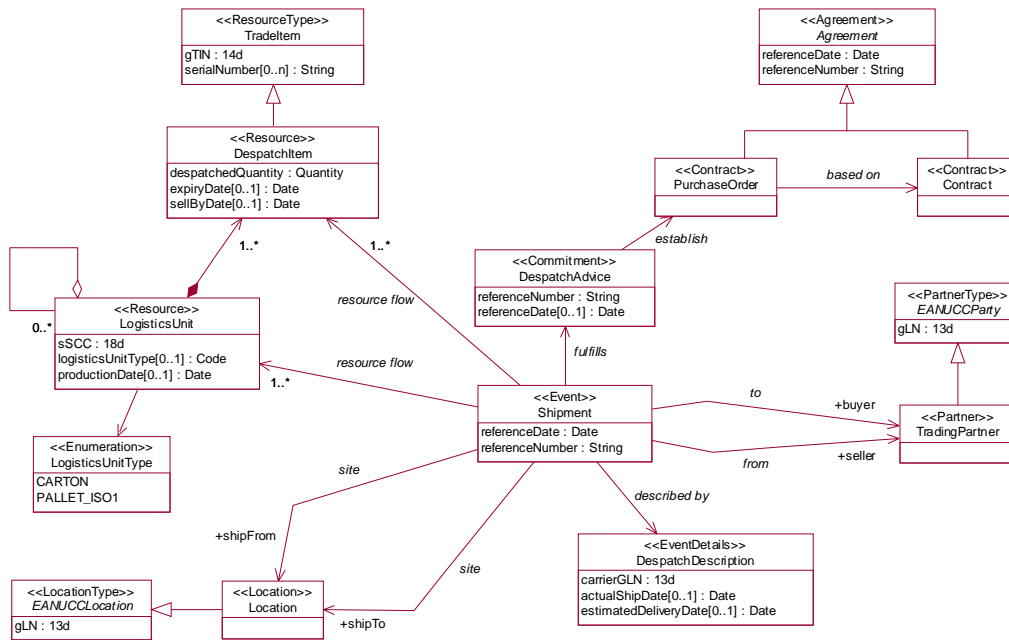 <<ResourceType>>
TradeItem
gTIN : 14d
serialNumber[0..n] : String
<<Agreement>>
Agreement
referenceDate : Date
referenceNumber : String
<<Resource>>
DespatchItem
despatchedQuantity : Quantity
expiryDate[0..1] : Date
sellByDate[0..1] : Date
<<Contract>>
PurchaseOrder
based on
<<Contract>>
Contract
1..*
1..*
establish
<<Commitment>>
DespatchAdvice
referenceNumber : String
referenceDate[0..1] : Date
resource flow
<<Resource>>
LogisticsUnit
0..*
sSCC : 18d
logisticsUnitType[0..1] : Code
productionDate[0..1] : Date
<<PartnerType>>
EANUCCParty
gLN : 13d
resource flow
1..*
fulfills
<<Event>>
Shipment
referenceDate : Date
referenceNumber : String
to
+buyer
<<Partner>>
TradingPartner
from
+seller
<<Enumeration>>
LogisticsUnitType
CARTON
PALLET_ISO1
site
described by
+shipFrom
<<EventDetails>>
DespatchDescription
carrierGLN : 13d
actualShipDate[0..1] : Date
estimatedDeliveryDate[0..1] : Date
site
<<LocationType>>
EANUCCLocation
gLN : 13d
<<Location>>
Location
+shipTo